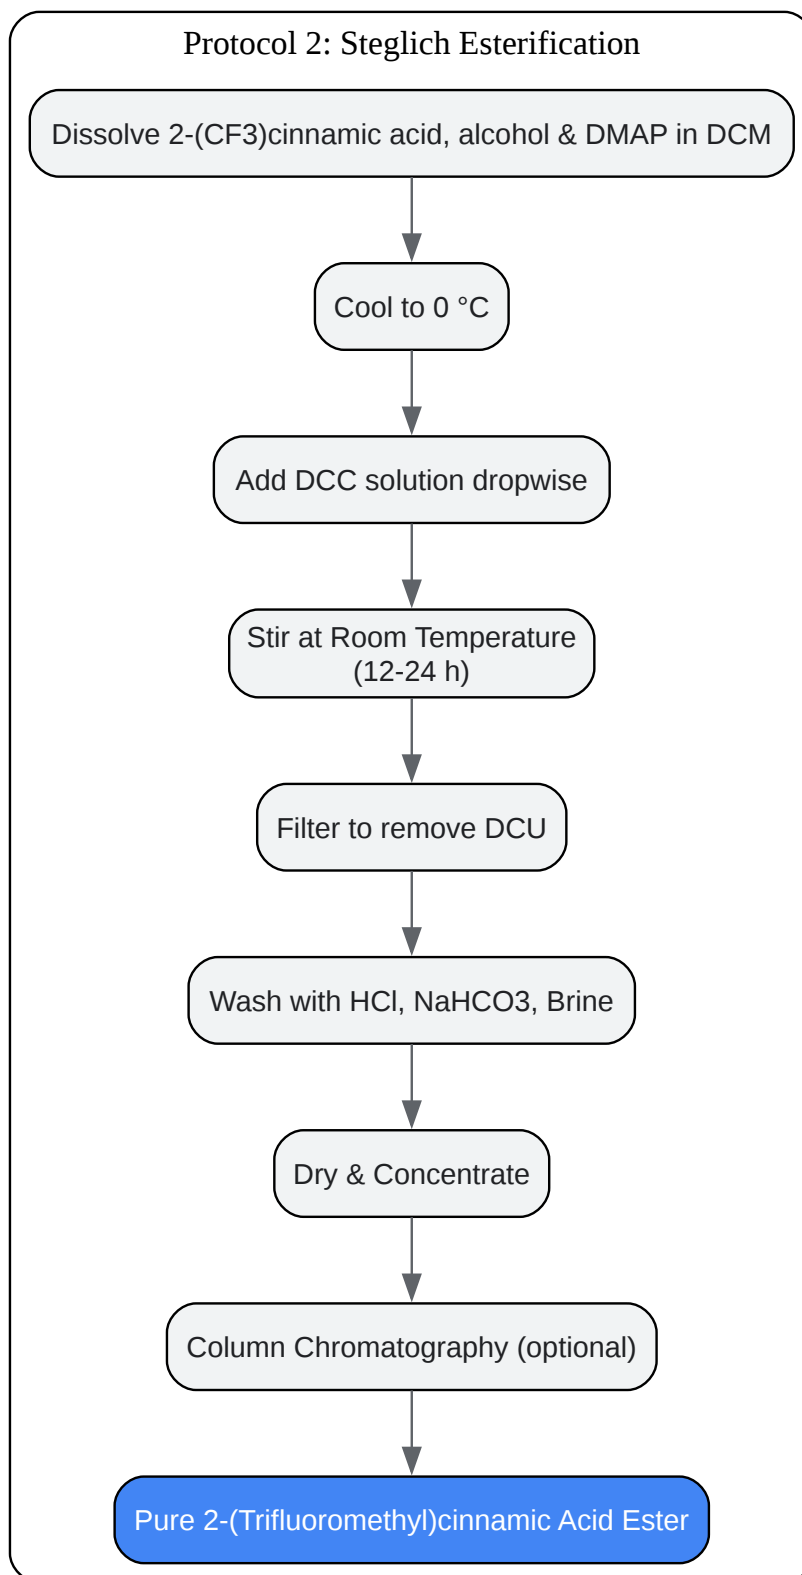 Protocol 2: Steglich Esterification
Dissolve 2-(CF3)cinnamic acid, alcohol & DMAP in DCM
Cool to 0 °C
Add DCC solution dropwise
Stir at Room Temperature
(12-24 h)
Filter to remove DCU
Wash with HCl, NaHCO3, Brine
Dry & Concentrate
Column Chromatography (optional)
Pure 2-(Trifluoromethyl)cinnamic Acid Ester